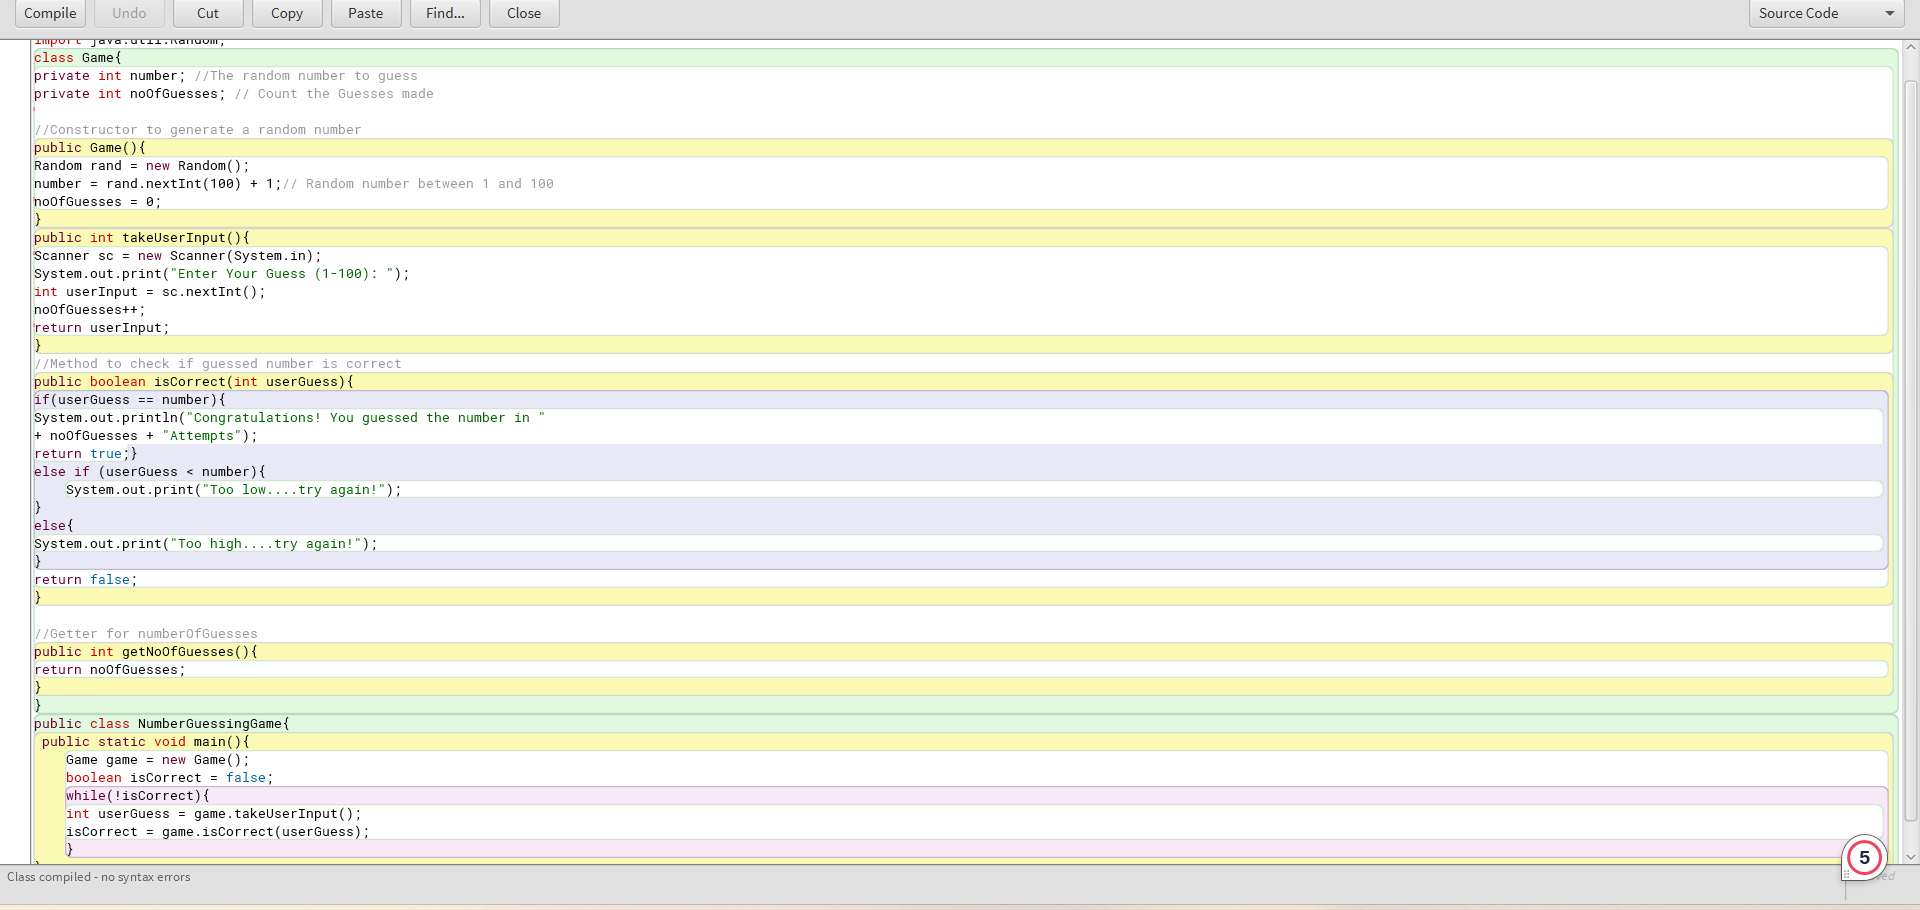 Compile Undo Cut Copy Paste Find... Close Source Code
import java.util.Random;
class Game{
private int number; //The random number to guess
private int noOfGuesses; // Count the Guesses made
//Constructor to generate a random number
public Game(){
Random rand = new Random();
number = rand.nextInt(100) + 1;// Random number between 1 and 100
noOfGuesses = 0;
}
public int takeUserInput(){
Scanner sc = new Scanner(System.in);
System.out.print("Enter Your Guess (1-100): ");
int userInput = sc.nextInt();
noOfGuesses++;
return userInput;
}
//Method to check if guessed number is correct
public boolean isCorrect(int userGuess){
if(userGuess == number){
System.out.println("Congratulations! You guessed the number in "
+ noOfGuesses + "Attempts");
return true;}
else if (userGuess < number){
System.out.print("Too low....try again!");
}
else{
System.out.print("Too high....try again!");
}
return false;
}
//Getter for numberOfGuesses
public int getNoOfGuesses(){
return noOfGuesses;
}
}
public class NumberGuessingGame{
public static void main(){
Game game = new Game();
boolean isCorrect = false;
while(!isCorrect){
int userGuess = game.takeUserInput();
isCorrect = game.isCorrect(userGuess);
}
5
Class compiled - no syntax errors